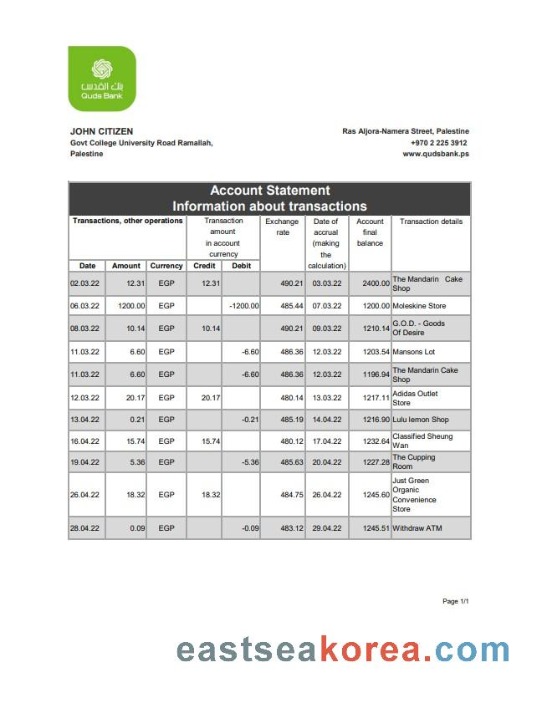 بنك القدس
Quds Bank
JOHN CITIZEN
Govt College University Road Ramallah,
Palestine
Ras Aljora-Namera Street, Palestine
+970 2 225 3912
www.qudsbank.ps
Account Statement
Information about transactions
Transactions, other operations
Transaction amount in account currency
Exchange rate
Date of accrual (making the calculation)
Account final balance
Transaction details
Date Amount Currency Credit Debit
02.03.22 12.31 EGP 12.31 490.21 03.03.22 2400.00 The Mandarin Cake Shop
06.03.22 1200.00 EGP -1200.00 485.44 07.03.22 1200.00 Moleskine Store
08.03.22 10.14 EGP 10.14 490.21 09.03.22 1210.14 G.O.D. - Goods Of Desire
11.03.22 6.60 EGP -6.60 486.36 12.03.22 1203.54 Mansons Lot
11.03.22 6.60 EGP -6.60 486.36 12.03.22 1196.94 The Mandarin Cake Shop
12.03.22 20.17 EGP 20.17 480.14 13.03.22 1217.11 Adidas Outlet Store
13.04.22 0.21 EGP -0.21 485.19 14.04.22 1216.90 Lulu lemon Shop
16.04.22 15.74 EGP 15.74 480.12 17.04.22 1232.64 Classified Sheung Wan
19.04.22 5.36 EGP -5.36 485.63 20.04.22 1227.28 The Cupping Room
26.04.22 18.32 EGP 18.32 484.75 26.04.22 1245.60 Just Green Organic Convenience Store
28.04.22 0.09 EGP -0.09 483.12 29.04.22 1245.51 Withdraw ATM
Page 1/1
eastseakorea.com